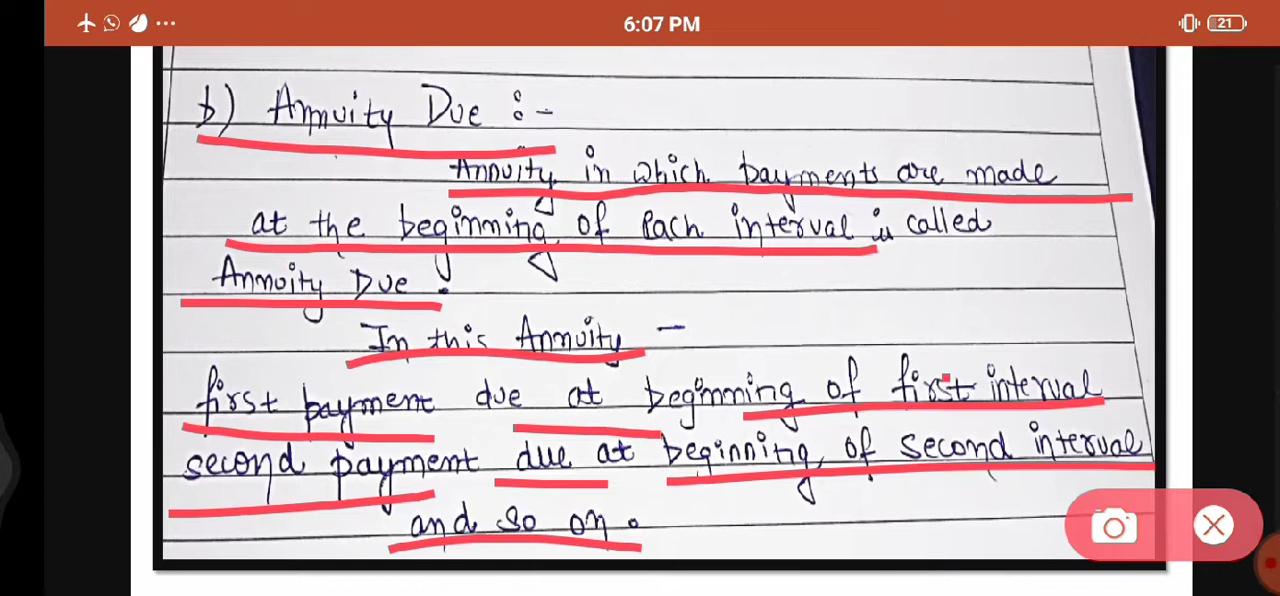 6:07 PM
21
b) Annuity Due :-
Annuity in which payments are made
at the beginning of each interval is called
Annuity Due.
In this Annuity -
first payment due at beginning of first interval
second payment due at beginning of second interval
and so on.